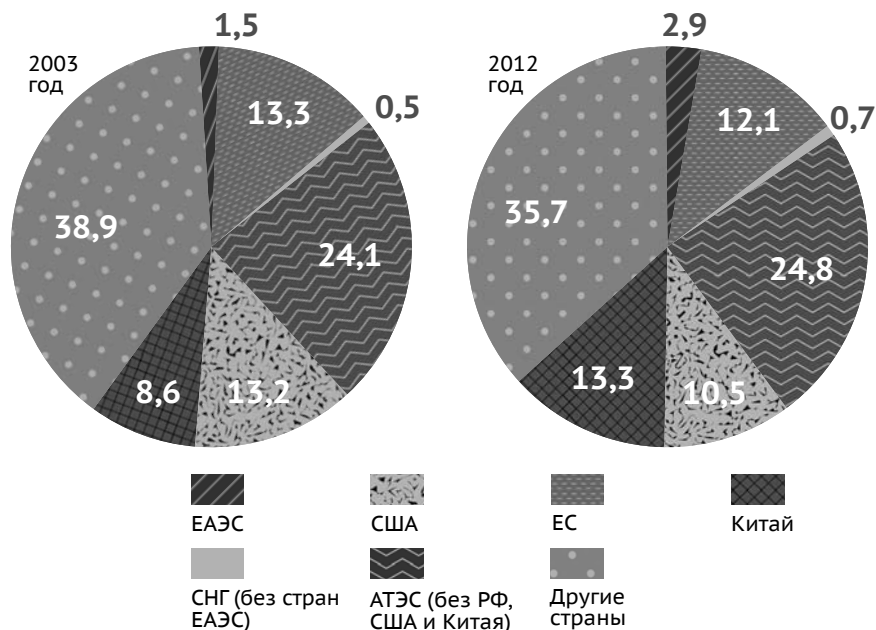 2003
год
1,5
13,3
0,5
24,1
13,2
8,6
38,9
2012
год
2,9
12,1
0,7
24,8
10,5
13,3
35,7
ЕАЭС
США
ЕС
Китай
СНГ (без стран
ЕАЭС)
АТЭС (без РФ,
США и Китая)
Другие
страны